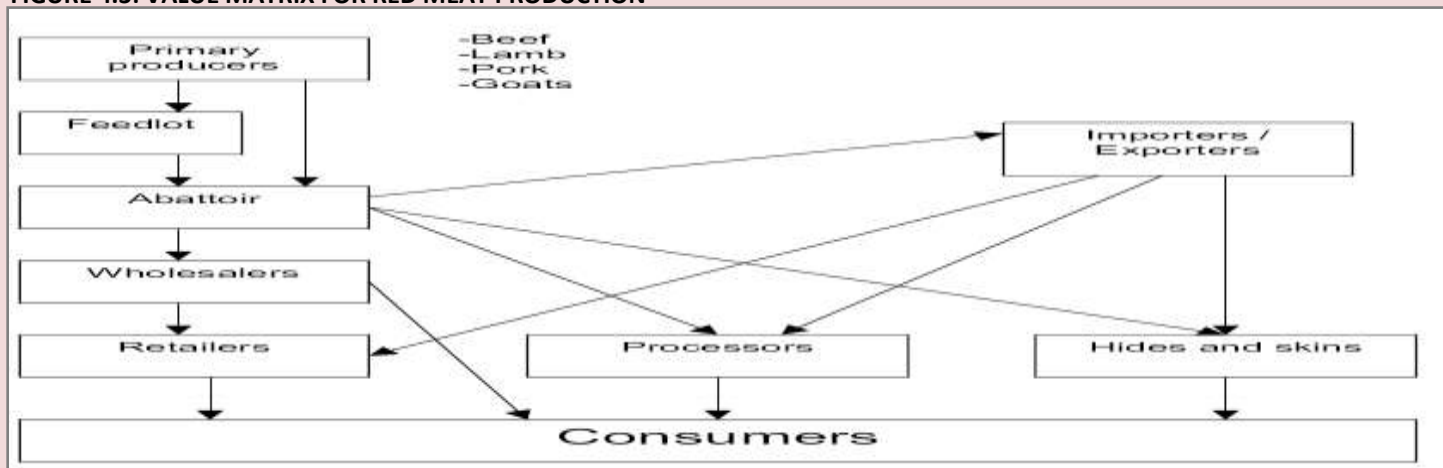 FIGURE 4.3: VALUE MATRIX FOR RED MEAT PRODUCTION
Primary
producers
-Beef
-Lamb
-Pork
-Goats
Feedlot
Importers /
Exporters
Abattoir
Wholesalers
Retailers
Processors
Hides and skins
Consumers